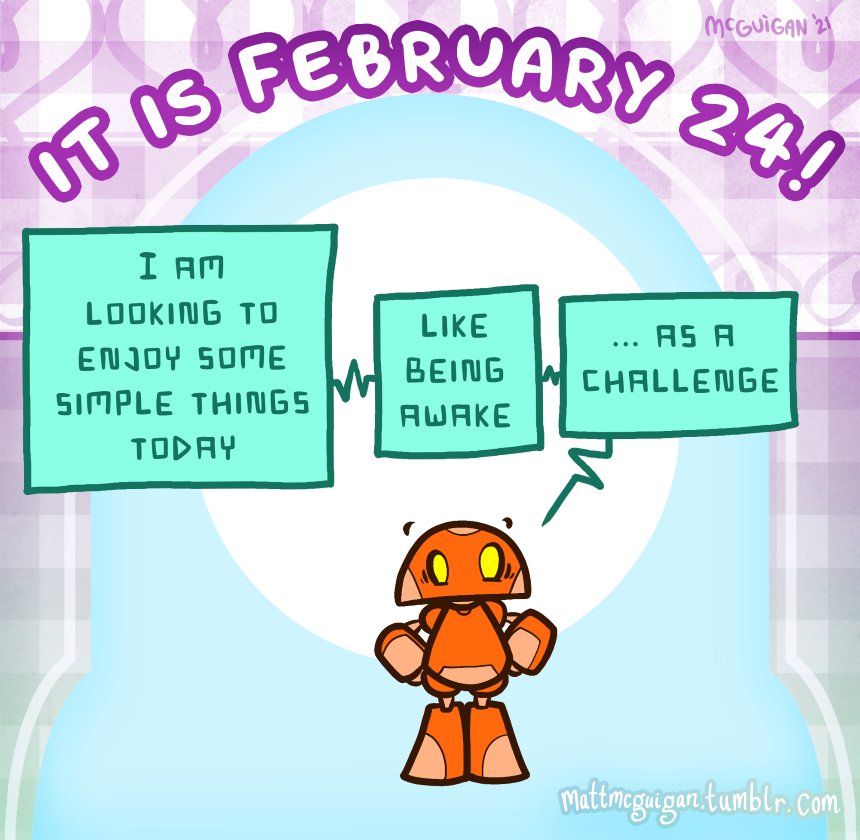 McGUiGAN '21
IT IS FEBRUARY 24!
I AM
LOOKING TO
ENJOY SOME
SIMPLE THINGS
TODAY
LIKE
BEING
AWAKE
... AS A
CHALLENGE
mattmcguigan.tumblr.com